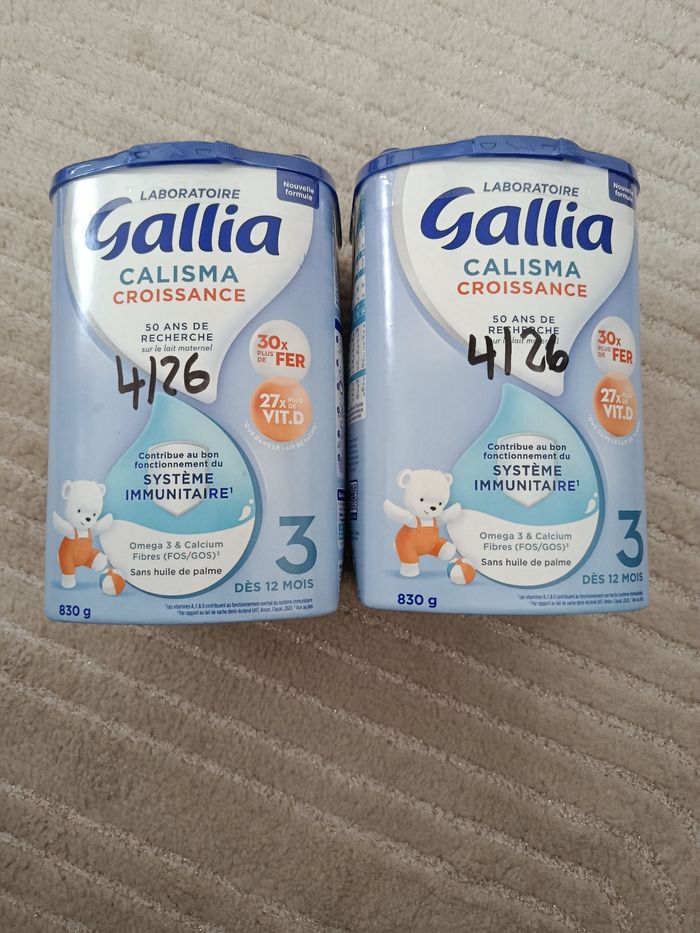 LABORATOIRE
Nouvelle
formule
Gallia
CALISMA
CROISSANCE
50 ANS DE
RECHERCHE
sur le lait maternel
4/26
30X
PLUS
DE
FER
27X
PLUS
DE
VIT.D
Contribue au bon
fonctionnement du
SYSTÈME
IMMUNITAIRE¹
Omega 3 & Calcium
Fibres (FOS/GOS)³
Sans huile de palme
3
DÈS 12 MOIS
830 g
LABORATOIRE
Nouvelle
formule
Gallia
CALISMA
CROISSANCE
50 ANS DE
RECHERCHE
4/26
30X
PLUS
DE
FER
27X
PLUS
DE
VIT.D
Contribue au bon
fonctionnement du
SYSTÈME
IMMUNITAIRE¹
Omega 3 & Calcium
Fibres (FOS/GOS)³
Sans huile de palme
3
DÈS 12 MOIS
830 g